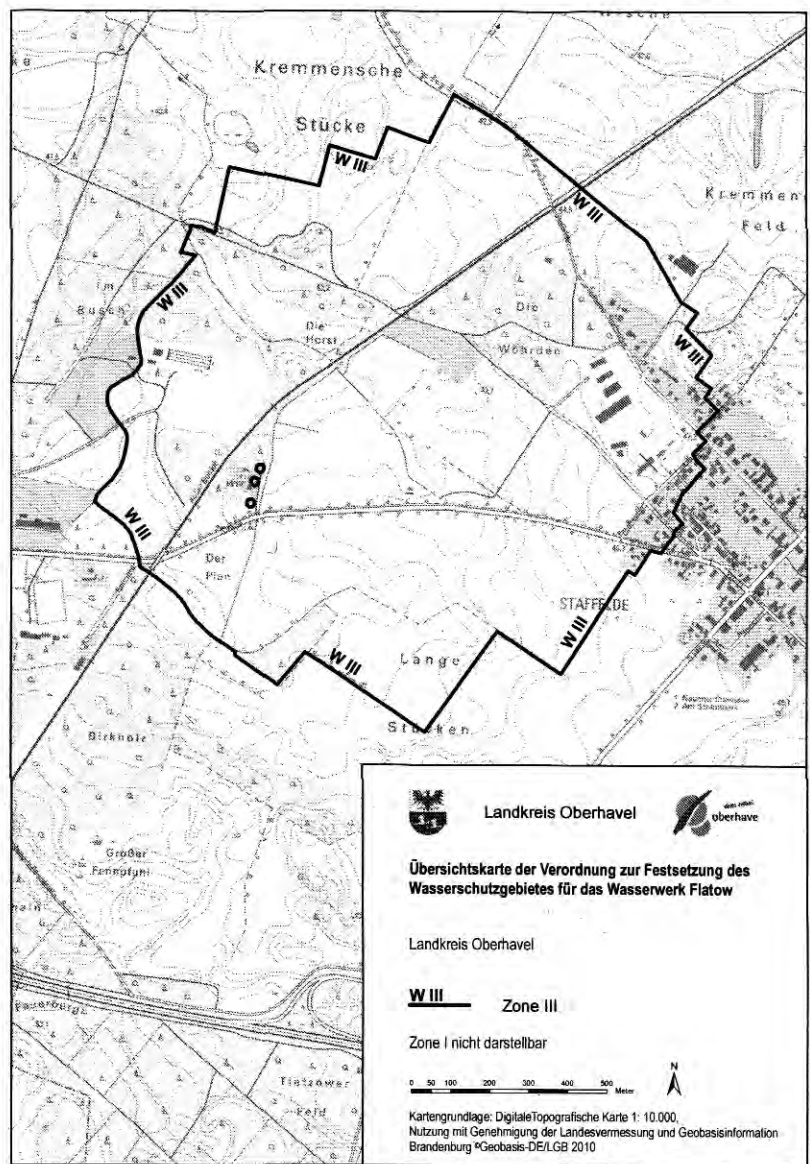 Kremmensche
Stücke
W III
W III
Kremmen
Feld
W III
Im
Busch
Die
Horst
Die
Wöhrden
W III
W III
Der
Plan
STAFFELDE
W III
W III
Lange
Stücken
Birkholz
Großer
Fennpfuhl
Tietzower
Feld
Landkreis Oberhavel
oberhave
Übersichtskarte der Verordnung zur Festsetzung des
Wasserschutzgebietes für das Wasserwerk Flatow
Landkreis Oberhavel
W III
Zone III
Zone I nicht darstellbar
N
0 50 100 200 300 400 500 Meter
Kartengrundlage: DigitaleTopografische Karte 1: 10.000,
Nutzung mit Genehmigung der Landesvermessung und Geobasisinformation
Brandenburg ©Geobasis-DE/LGB 2010